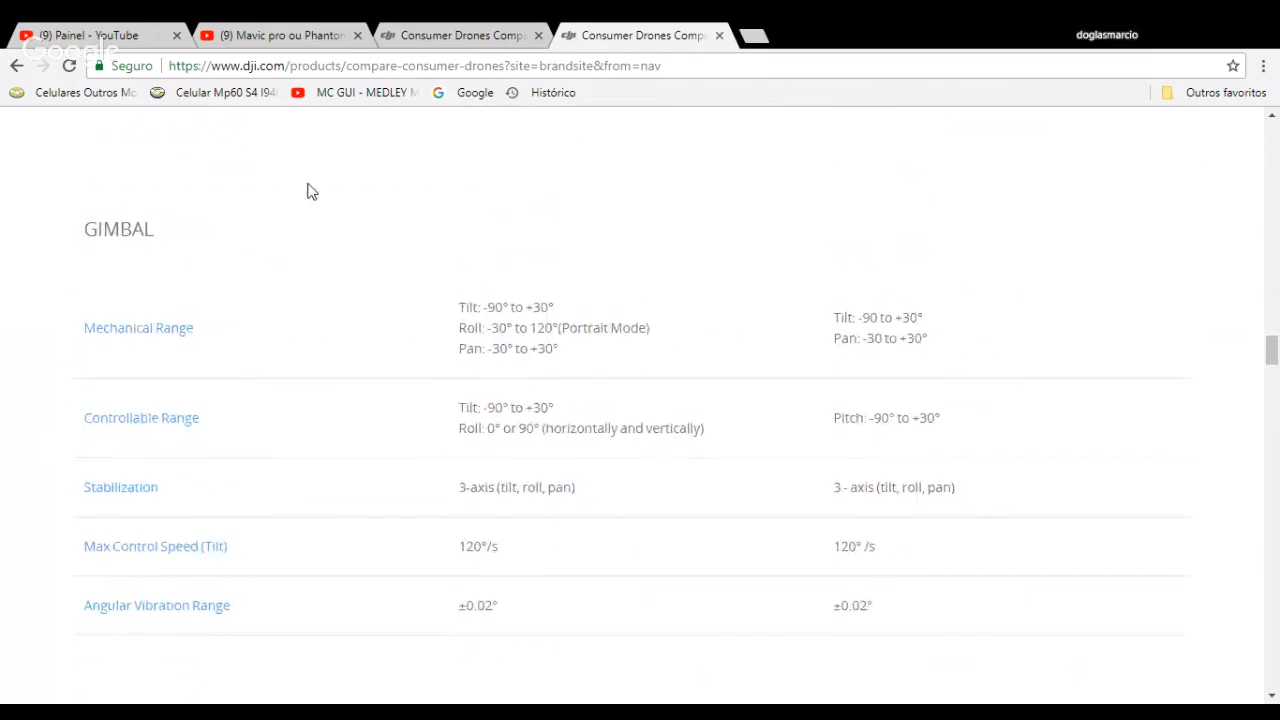 (9) Painel - YouTube
(9) Mavic pro ou Phanton
Consumer Drones Comp
Consumer Drones Comp
doglasmarcio
Google
Seguro
https://www.dji.com/products/compare-consumer-drones?site=brandsite&from=nav
Celulares Outros Mo
Celular Mp60 S4 I94
MC GUI - MEDLEY M
Google
Histórico
Outros favoritos
GIMBAL
Mechanical Range
Tilt: -90° to +30°
Roll: -30° to 120°(Portrait Mode)
Pan: -30° to +30°
Tilt: -90 to +30°
Pan: -30 to +30°
Controllable Range
Tilt: -90° to +30°
Roll: 0° or 90° (horizontally and vertically)
Pitch: -90° to +30°
Stabilization
3-axis (tilt, roll, pan)
3 - axis (tilt, roll, pan)
Max Control Speed (Tilt)
120°/s
120° /s
Angular Vibration Range
±0.02°
±0.02°